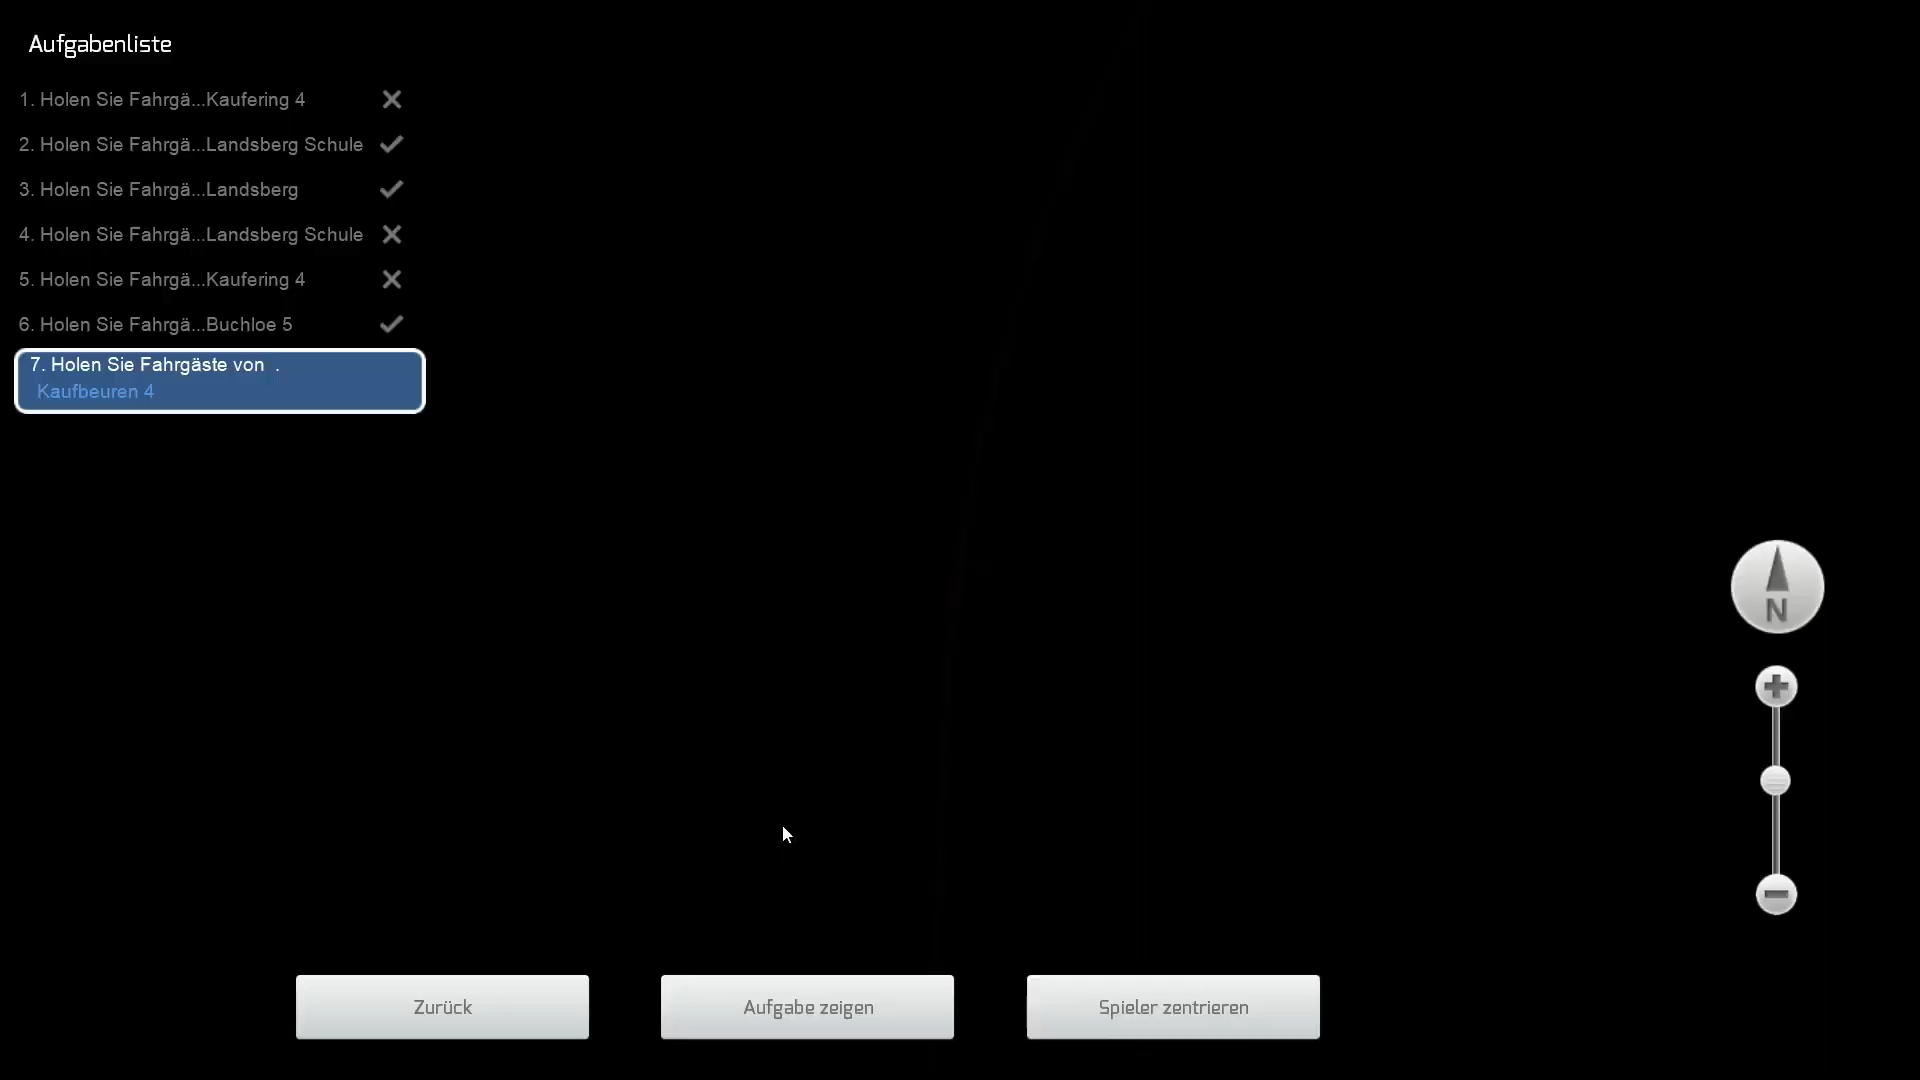 Aufgabenliste
1. Holen Sie Fahrgä...Kaufering 4
2. Holen Sie Fahrgä...Landsberg Schule
3. Holen Sie Fahrgä...Landsberg
4. Holen Sie Fahrgä...Landsberg Schule
5. Holen Sie Fahrgä...Kaufering 4
6. Holen Sie Fahrgä...Buchloe 5
7. Holen Sie Fahrgäste von .
Kaufbeuren 4
N
Zurück
Aufgabe zeigen
Spieler zentrieren